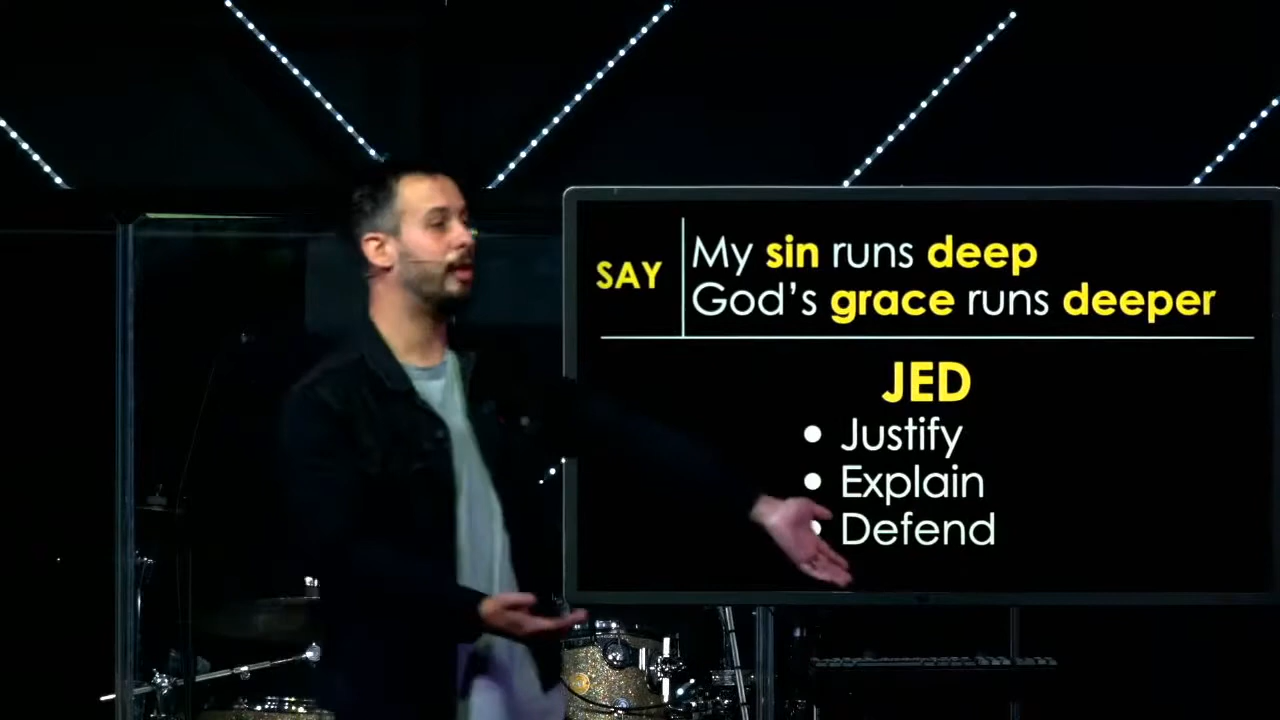 SAY
My sin runs deep
God’s grace runs deeper
JED
• Justify
• Explain
• Defend